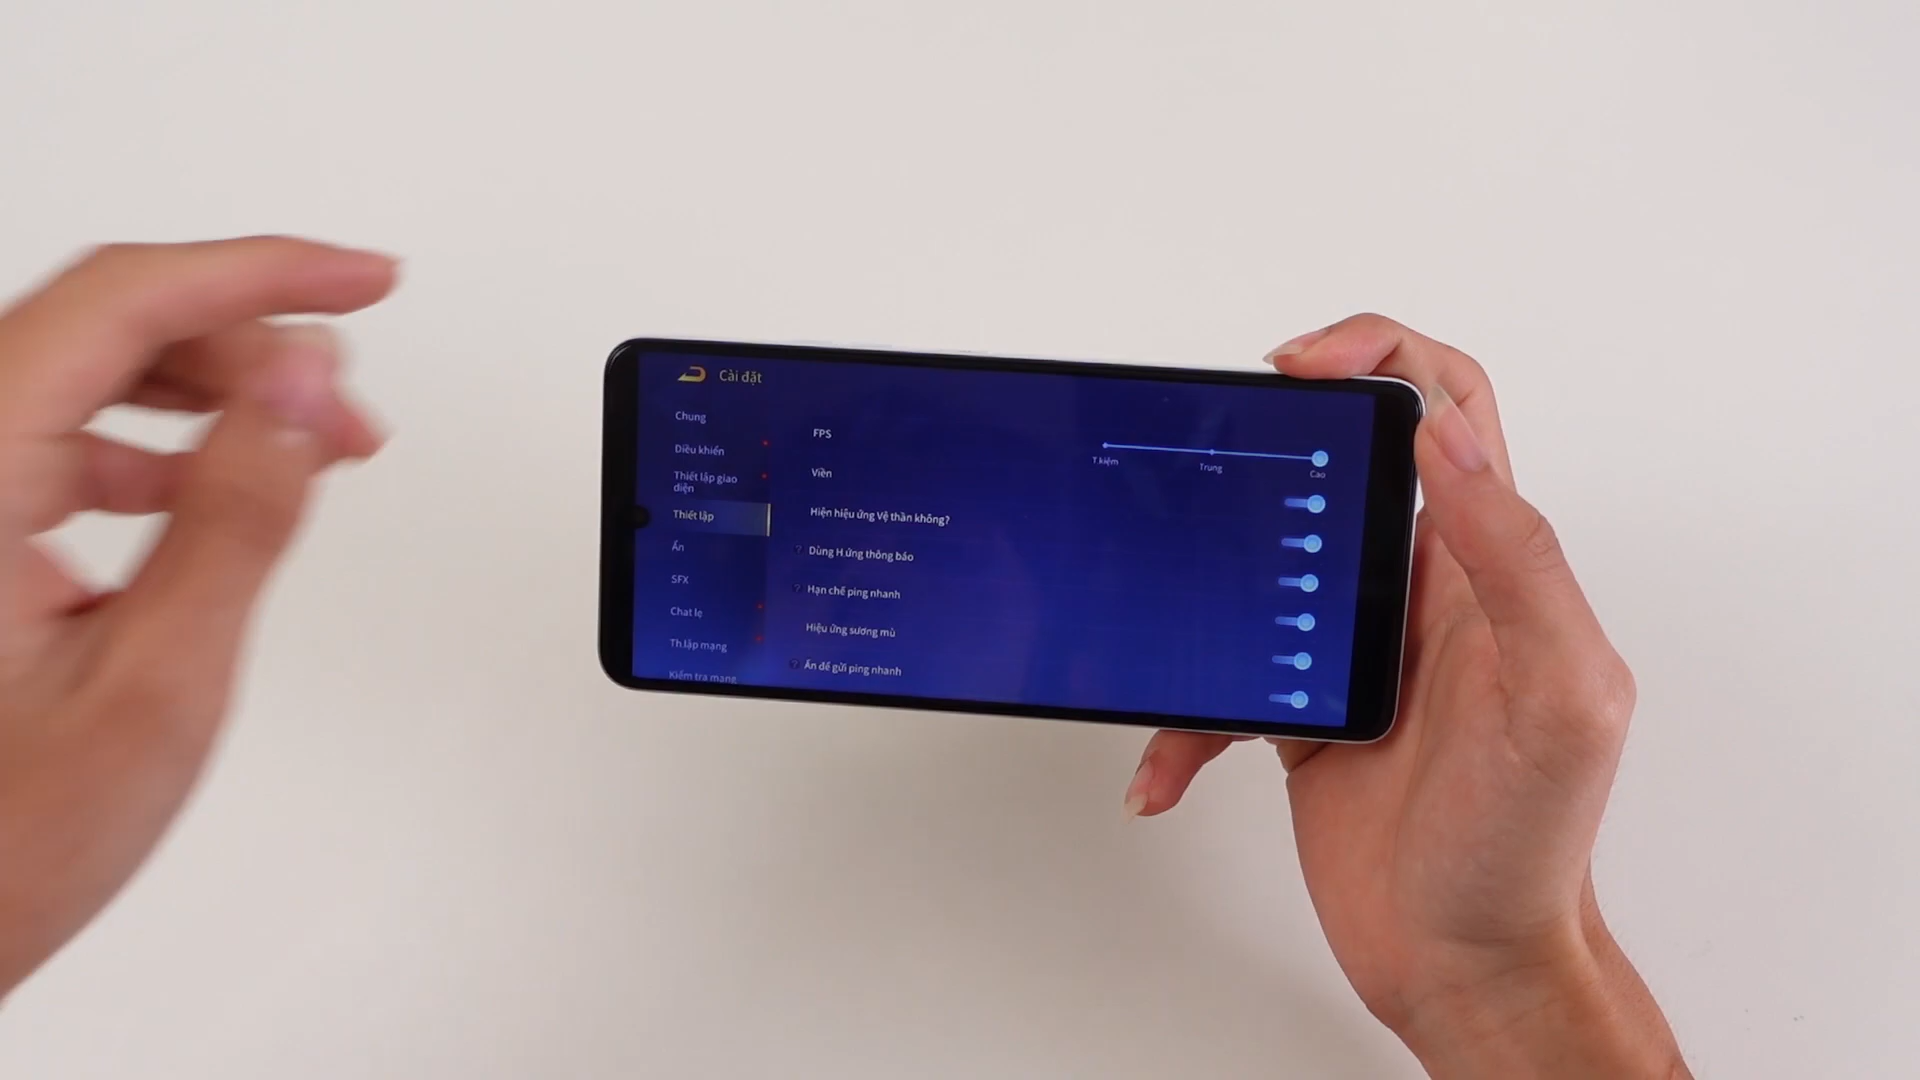 Cài đặt
Chung
Điều khiển
Thiết lập giao
diện
Thiết lập
Ẩn
SFX
Chat lẹ
Th.lập mạng
Kiểm tra mạng
FPS
T kiệm
Trung
Cao
Viền
Hiện hiệu ứng Vệ thần không?
Dùng H ứng thông báo
Hạn chế ping nhanh
Hiệu ứng sương mù
Ấn để gửi ping nhanh